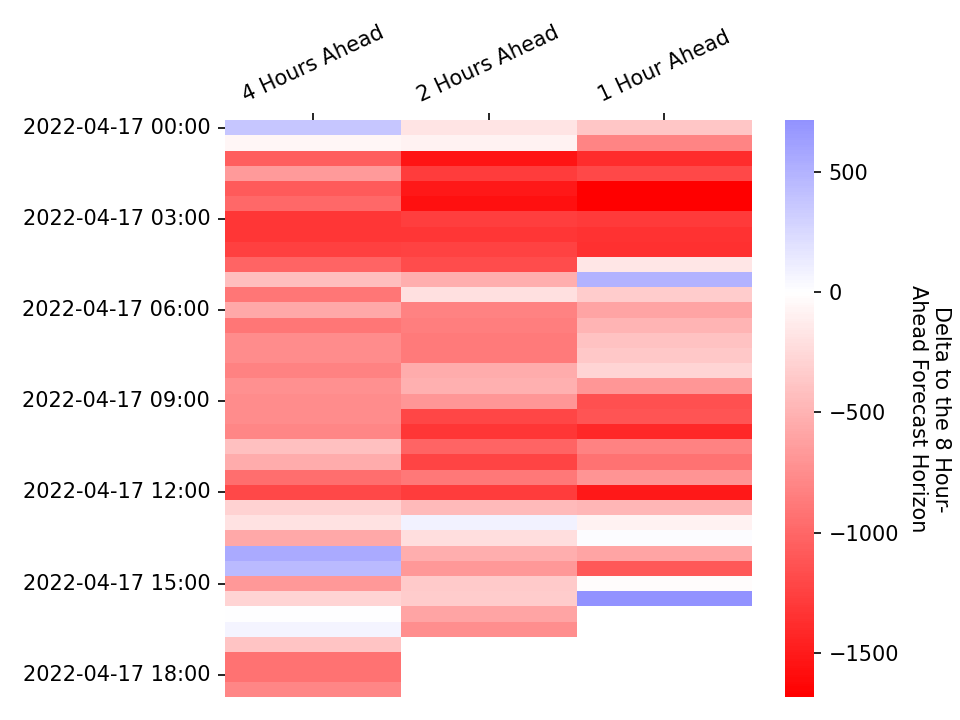 4 Hours Ahead
2 Hours Ahead
1 Hour Ahead
2022-04-17 00:00
2022-04-17 03:00
2022-04-17 06:00
2022-04-17 09:00
2022-04-17 12:00
2022-04-17 15:00
2022-04-17 18:00
500
0
−500
−1000
−1500
Delta to the 8 Hour-
Ahead Forecast Horizon